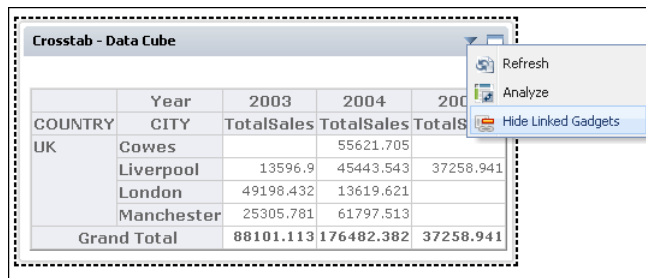 Crosstab - Data Cube
Refresh
Analyze
Hide Linked Gadgets
Year 2003 2004
COUNTRY CITY TotalSales TotalSales
UK Cowes 55621.705
Liverpool 13596.9 45443.543 37258.941
London 49198.432 13619.621
Manchester 25305.781 61797.513
Grand Total 88101.113 176482.382 37258.941